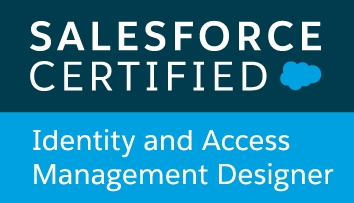 SALESFORCE
CERTIFIED
Identity and Access
Management Designer